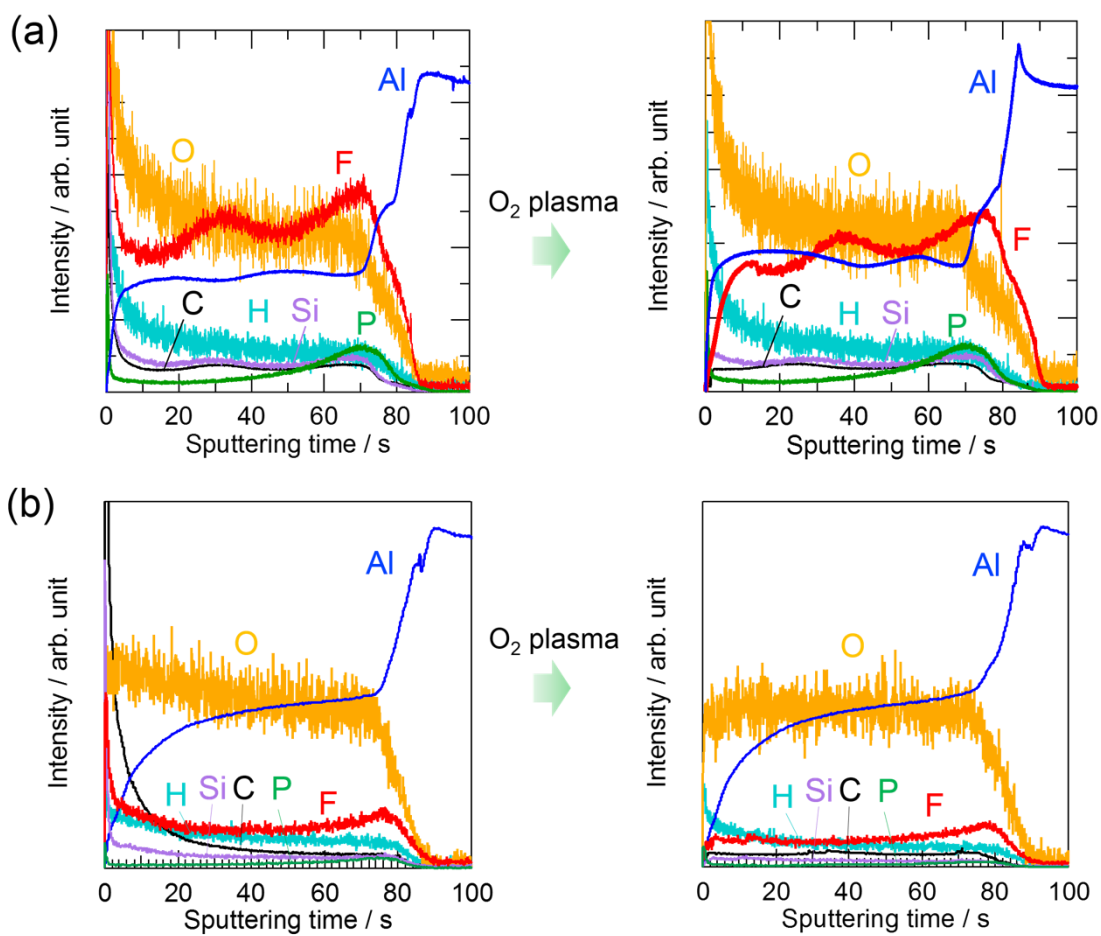 (a)
Intensity / arb. unit
Al
O
F
C
H
Si
P
0 20 40 60 80 100
Sputtering time / s
O₂ plasma
Intensity / arb. unit
Al
O
F
C
H
Si
P
0 20 40 60 80 100
Sputtering time / s
(b)
Intensity / arb. unit
Al
O
H Si C P F
0 20 40 60 80 100
Sputtering time / s
O₂ plasma
Intensity / arb. unit
Al
O
H Si C P F
0 20 40 60 80 100
Sputtering time / s